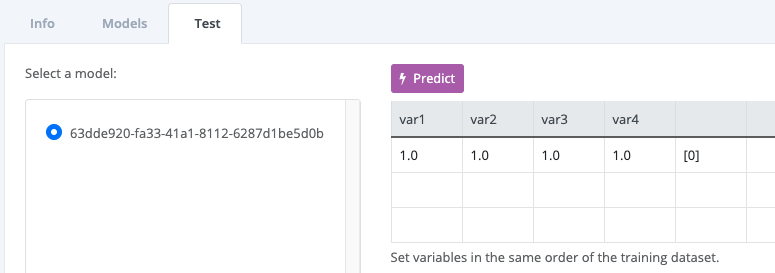 Info Models Test
Select a model:
Predict
63dde920-fa33-41a1-8112-6287d1be5d0b
var1 var2 var3 var4
1.0 1.0 1.0 1.0 [0]
Set variables in the same order of the training dataset.